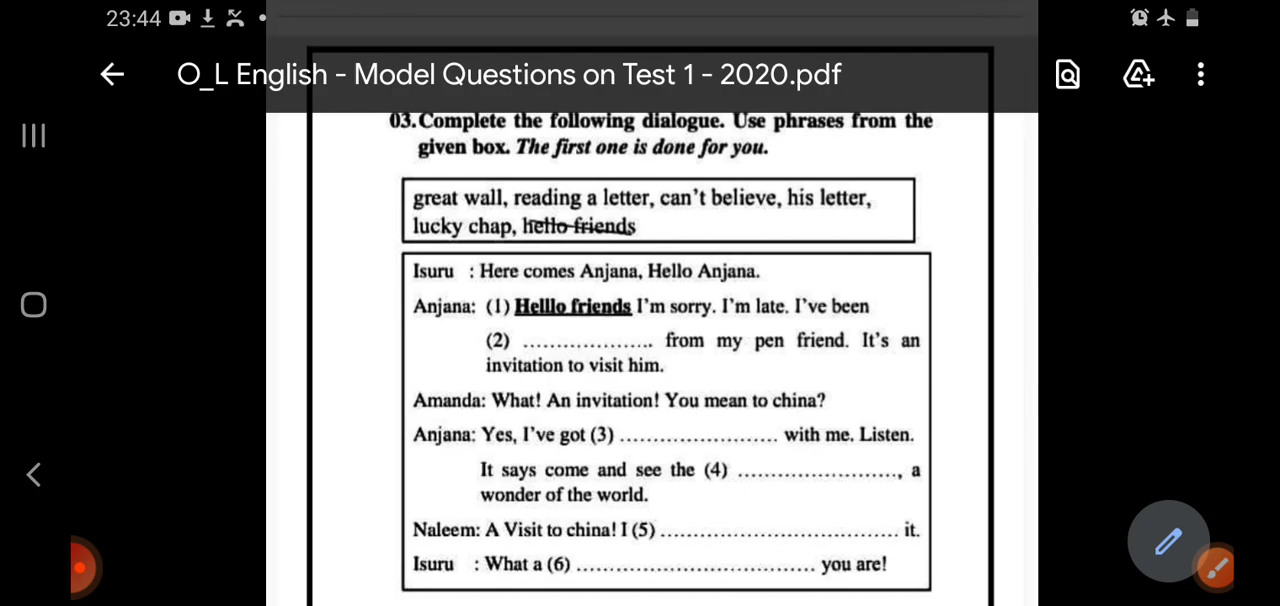 23:44
O_L English - Model Questions on Test 1 - 2020.pdf
03.Complete the following dialogue. Use phrases from the
given box. The first one is done for you.
great wall, reading a letter, can't believe, his letter,
lucky chap, hello friends
Isuru : Here comes Anjana, Hello Anjana.
Anjana: (1) Helllo friends I'm sorry. I'm late. I've been
(2) .................... from my pen friend. It's an
invitation to visit him.
Amanda: What! An invitation! You mean to china?
Anjana: Yes, I've got (3) ........................ with me. Listen.
It says come and see the (4) ........................, a
wonder of the world.
Naleem: A Visit to china! I (5) .................................... it.
Isuru : What a (6) .................................... you are!